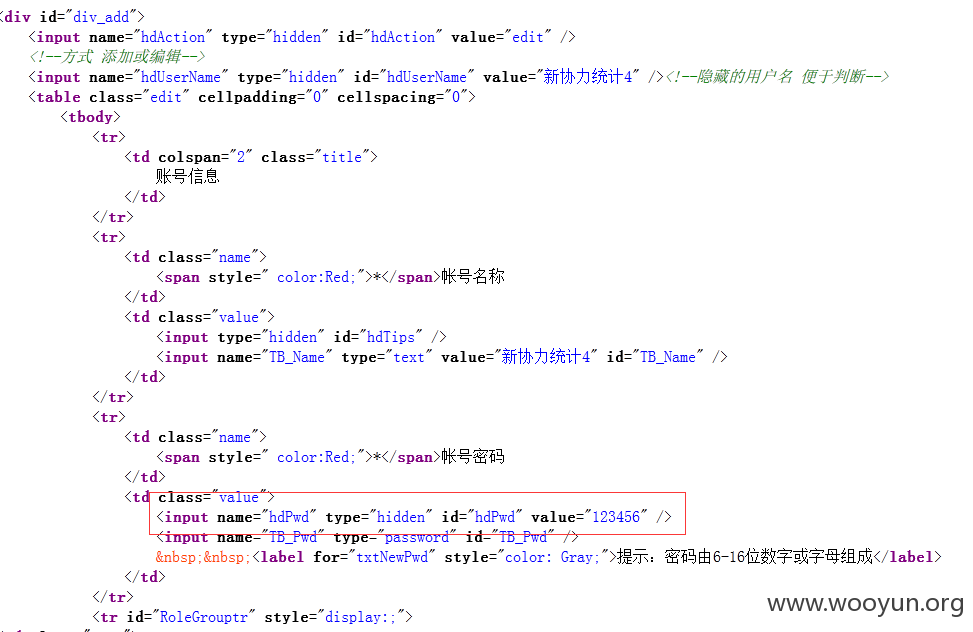 <div id="div_add">
<input name="hdAction" type="hidden" id="hdAction" value="edit" />
<!--方式 添加或编辑-->
<input name="hdUserName" type="hidden" id="hdUserName" value="新协力统计4" /><!--隐藏的用户名 便于判断-->
<table class="edit" cellpadding="0" cellspacing="0">
<tbody>
<tr>
<td colspan="2" class="title">
账号信息
</td>
</tr>
<tr>
<td class="name">
<span style=" color:Red;">*</span>帐号名称
</td>
<td class="value">
<input type="hidden" id="hdTips" />
<input name="TB_Name" type="text" value="新协力统计4" id="TB_Name" />
</td>
</tr>
<tr>
<td class="name">
<span style=" color:Red;">*</span>帐号密码
</td>
<td class="value">
<input name="hdPwd" type="hidden" id="hdPwd" value="123456" />
<input name="TB_Pwd" type="password" id="TB_Pwd" />
&nbsp;&nbsp;<label for="txtNewPwd" style="color: Gray;">提示：密码由6-16位数字或字母组成</label>
</td>
</tr>
<tr id="RoleGrouptr" style="display:;">
www.wooyun.org